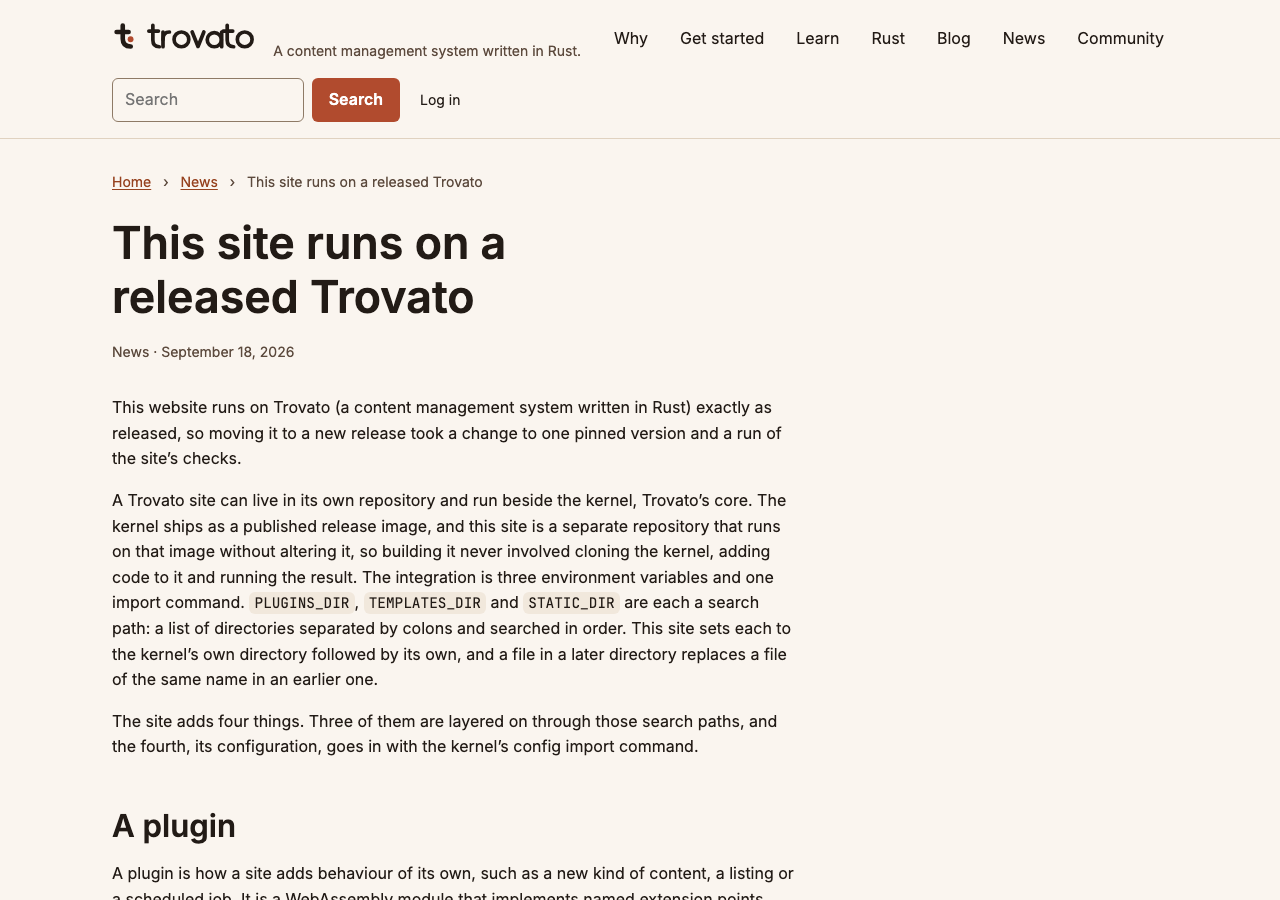 trovato
A content management system written in Rust.
Why
Get started
Learn
Rust
Blog
News
Community
Search
Search
Log in
Home › News › This site runs on a released Trovato
This site runs on a
released Trovato
News · September 18, 2026
This website runs on Trovato (a content management system written in Rust) exactly as
released, so moving it to a new release took a change to one pinned version and a run of
the site’s checks.
A Trovato site can live in its own repository and run beside the kernel, Trovato’s core. The
kernel ships as a published release image, and this site is a separate repository that runs
on that image without altering it, so building it never involved cloning the kernel, adding
code to it and running the result. The integration is three environment variables and one
import command. PLUGINS_DIR, TEMPLATES_DIR and STATIC_DIR are each a search
path: a list of directories separated by colons and searched in order. This site sets each to
the kernel’s own directory followed by its own, and a file in a later directory replaces a file
of the same name in an earlier one.
The site adds four things. Three of them are layered on through those search paths, and
the fourth, its configuration, goes in with the kernel’s config import command.
A plugin
A plugin is how a site adds behaviour of its own, such as a new kind of content, a listing or
a scheduled job. It is a WebAssembly module that implements named extension points